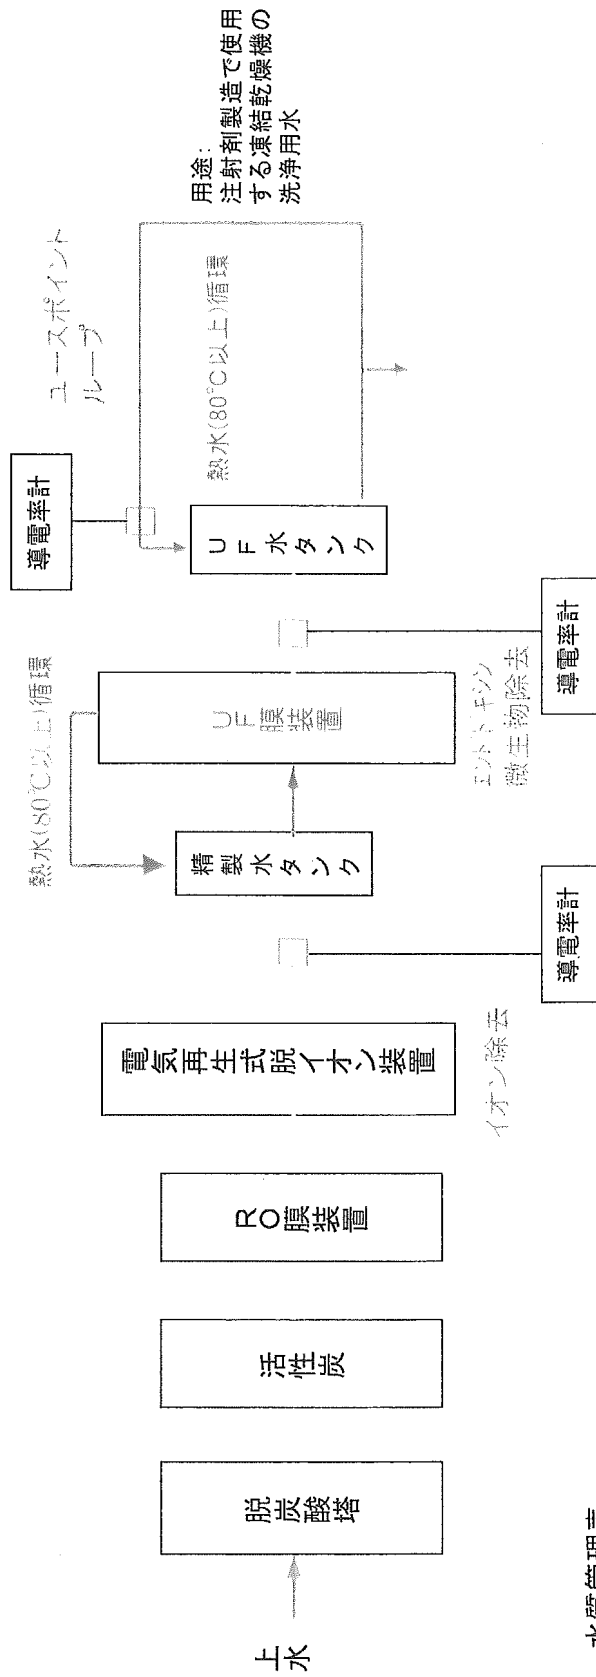 上水
脱炭酸塔
活性炭
RO膜装置
電気再生式脱イオン装置
イオン除去
導電率計
精製水タンク
熱水(80℃以上)循環
UF膜装置
エンドトキシン
微生物除去
導電率計
UF水タンク
導電率計
ユースポイント
ループ
熱水(80℃以上)循環
用途:
注射剤製造で使用
する凍結乾燥機の
洗浄用水
水質管理表